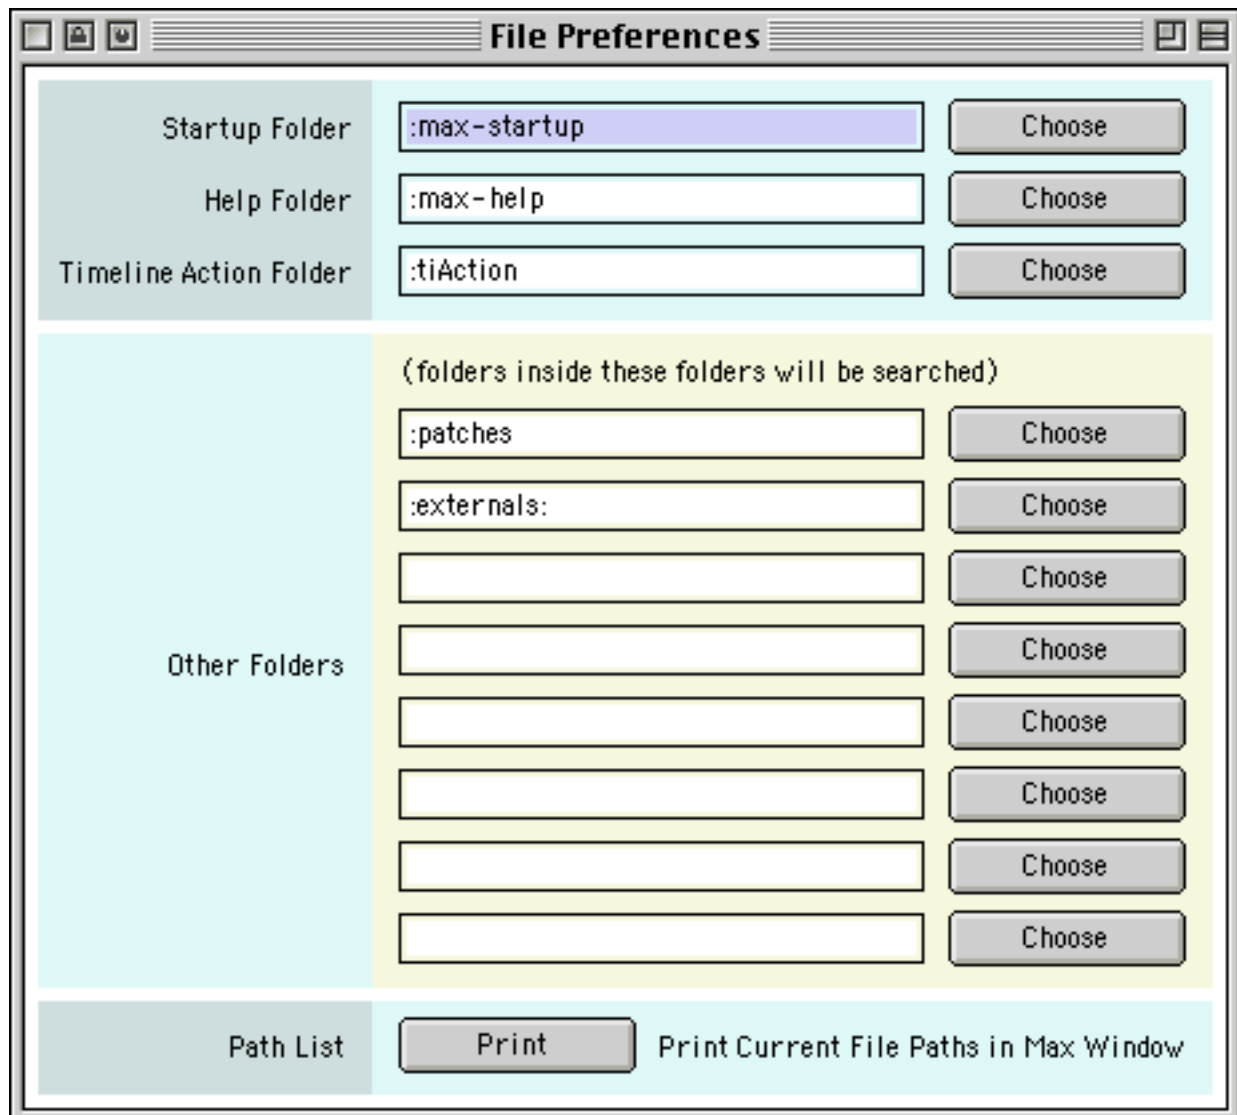 File Preferences
Startup Folder :max-startup Choose
Help Folder :max-help Choose
Timeline Action Folder :tiAction Choose
(folders inside these folders will be searched)
:patches Choose
:externals: Choose
Choose
Other Folders Choose
Choose
Choose
Choose
Choose
Path List Print Print Current File Paths in Max Window